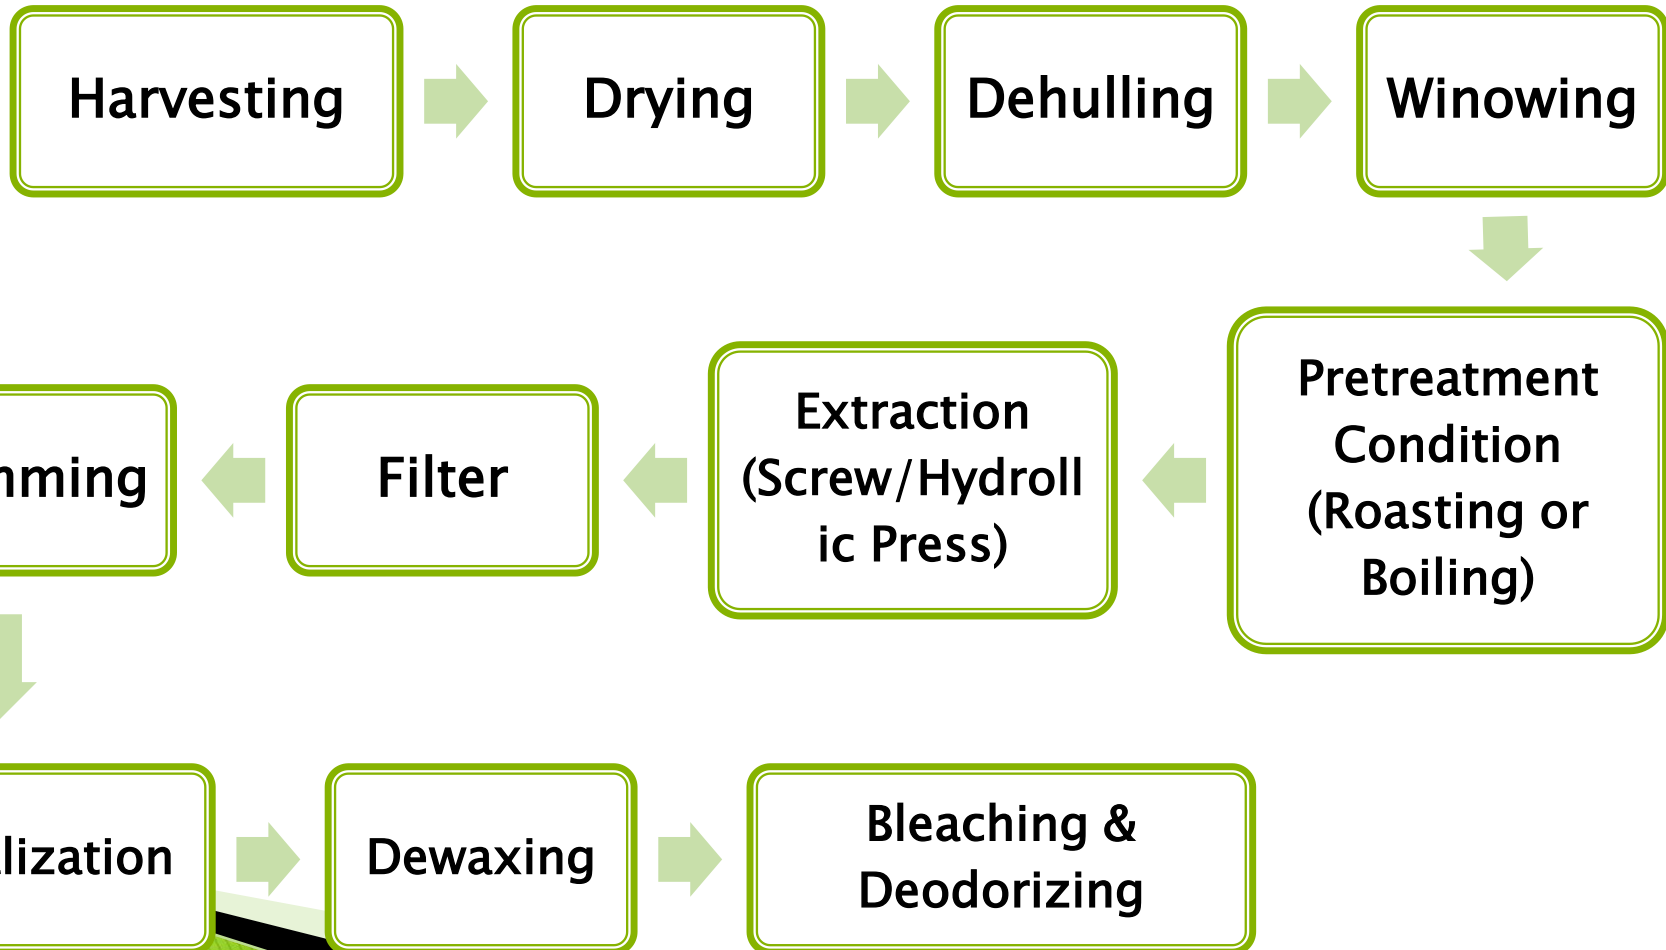 Harvesting
Drying
Dehulling
Winowing
Pretreatment
Condition
(Roasting or
Boiling)
Extraction
(Screw/Hydroll
ic Press)
Filter
mming
lization
Dewaxing
Bleaching &
Deodorizing